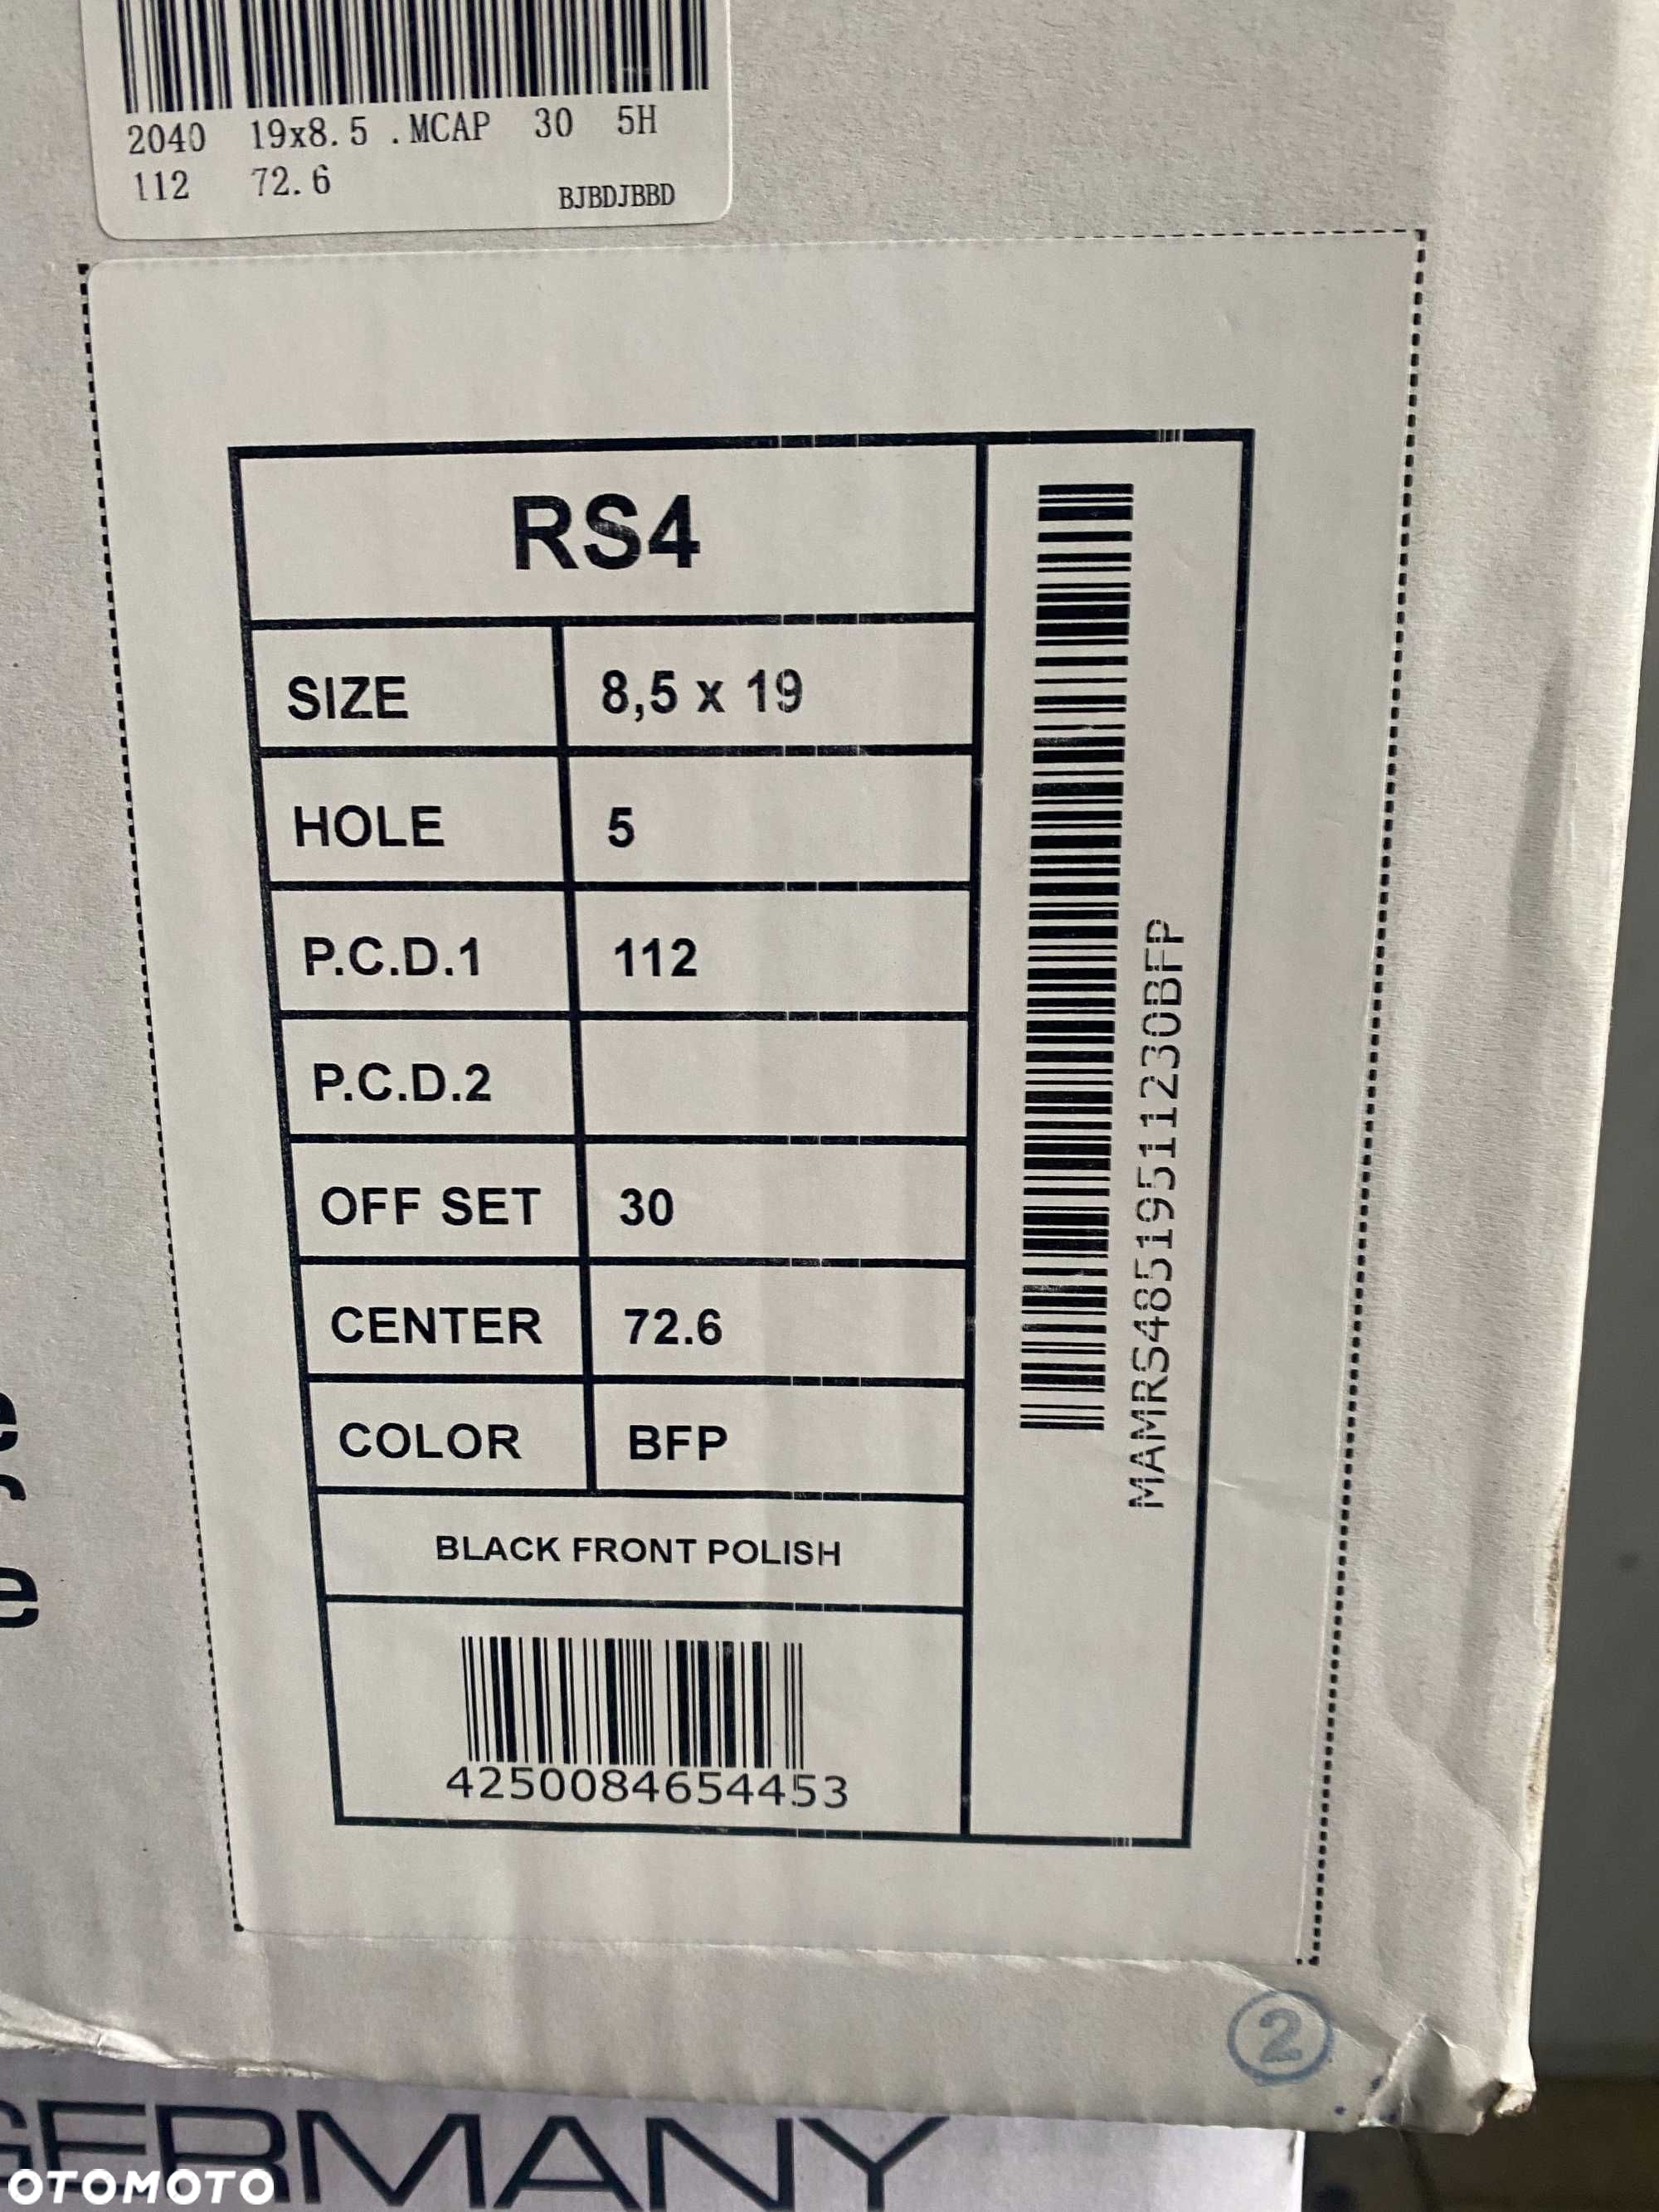 2040 19x8.5 .MCAP 30 5H
112 72.6 BJBDJBBD
RS4
SIZE 8,5 x 19
HOLE 5
P.C.D.1 112
P.C.D.2
OFF SET 30
CENTER 72.6
COLOR BFP
BLACK FRONT POLISH
4250084654453
MAMRS48519511230BFP
2
GERMANY
OTOMOTO